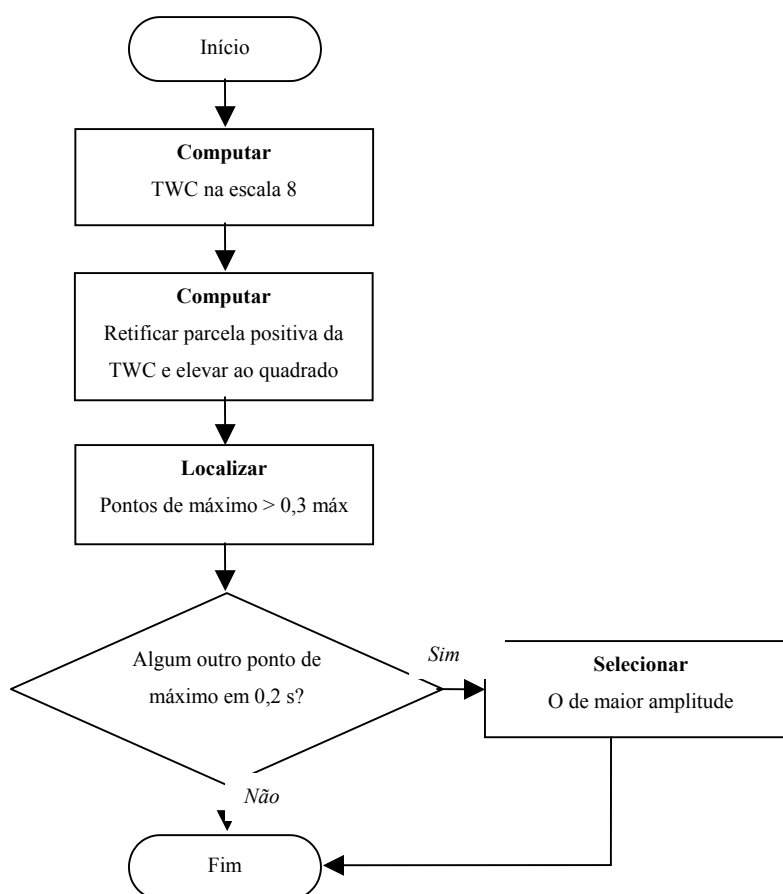 Início
Computar
TWC na escala 8
Computar
Retificar parcela positiva da
TWC e elevar ao quadrado
Localizar
Pontos de máximo > 0,3 máx
Algum outro ponto de
máximo em 0,2 s?
Sim
Selecionar
O de maior amplitude
Não
Fim